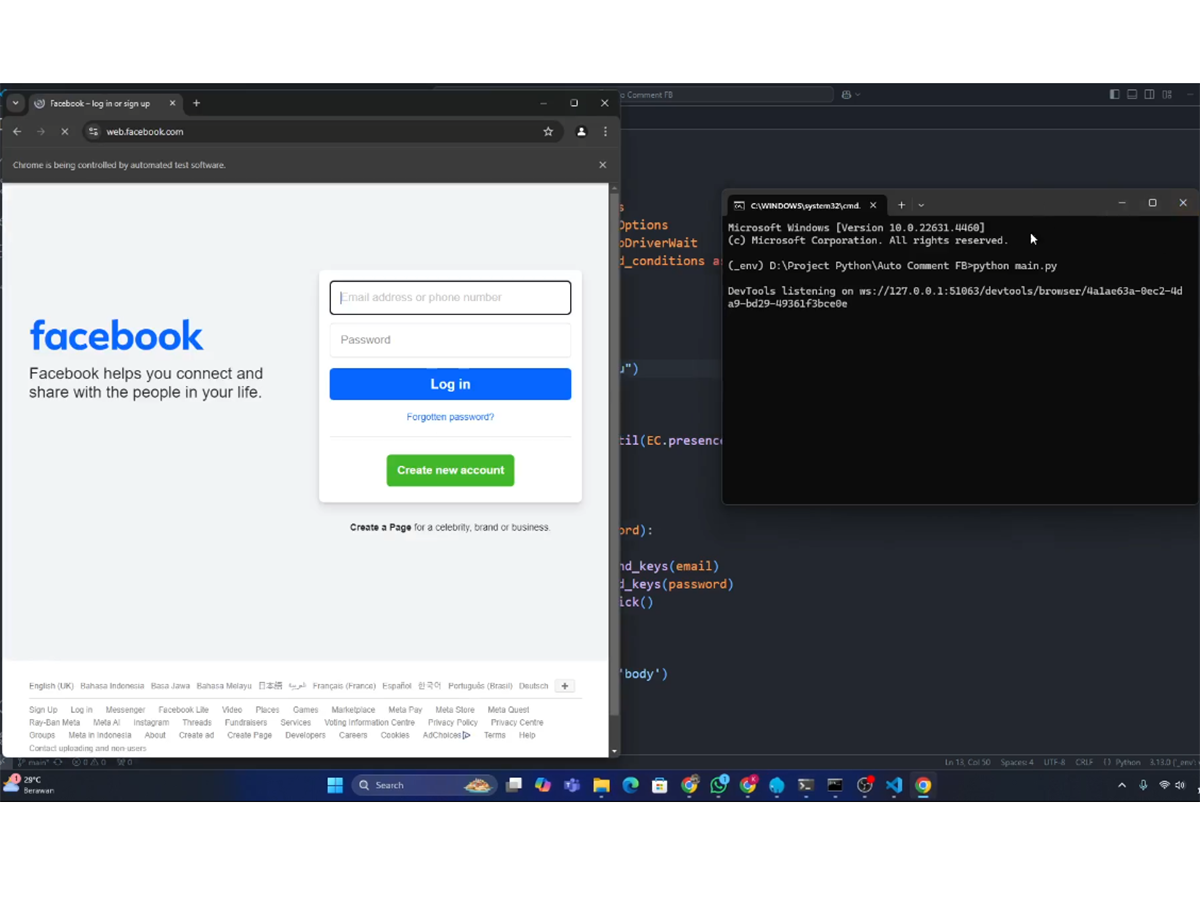 Facebook – log in or sign up
web.facebook.com
Chrome is being controlled by automated test software.
facebook
Facebook helps you connect and
share with the people in your life.
Email address or phone number
Password
Log in
Forgotten password?
Create new account
Create a Page for a celebrity, brand or business.
English (UK) Bahasa Indonesia Basa Jawa Bahasa Melayu 日本語 العربية Français (France) Español 한국어 Português (Brasil) Deutsch
Sign Up Log in Messenger Facebook Lite Video Places Games Marketplace Meta Pay Meta Store Meta Quest
Ray-Ban Meta Meta AI Instagram Threads Fundraisers Services Voting Information Centre Privacy Policy Privacy Centre
Groups Meta in Indonesia About Create ad Create Page Developers Careers Cookies AdChoices Terms Help
Contact uploading and non users
to Comment FB
s
Options
oDriverWait
d_conditions as
u")
til(EC.presenc
ord):
nd_keys(email)
d_keys(password)
ick()
'body')
C:\WINDOWS\system32\cmd.
Microsoft Windows [Version 10.0.22631.4460]
(c) Microsoft Corporation. All rights reserved.
(_env) D:\Project Python\Auto Comment FB>python main.py
DevTools listening on ws://127.0.0.1:51063/devtools/browser/4a1ae63a-0ec2-4d
a9-bd29-49361f3bce0e
main* 0 0 0
Ln 13, Col 50 Spaces: 4 UTF-8 CRLF {} Python 3.13.0 (_env)
29°C
Berawan
Search